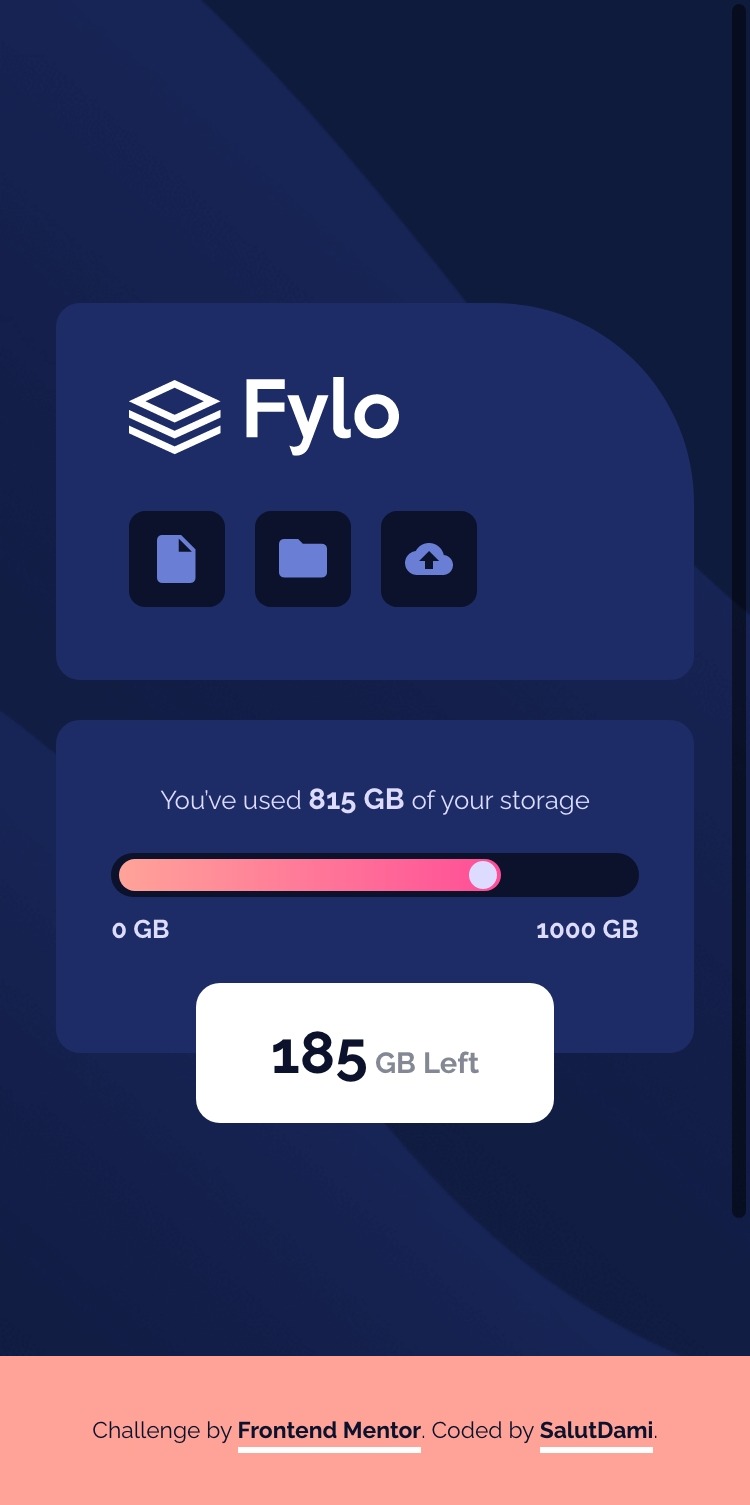 Fylo
You’ve used 815 GB of your storage
0 GB 1000 GB
185 GB Left
Challenge by Frontend Mentor. Coded by SalutDami.